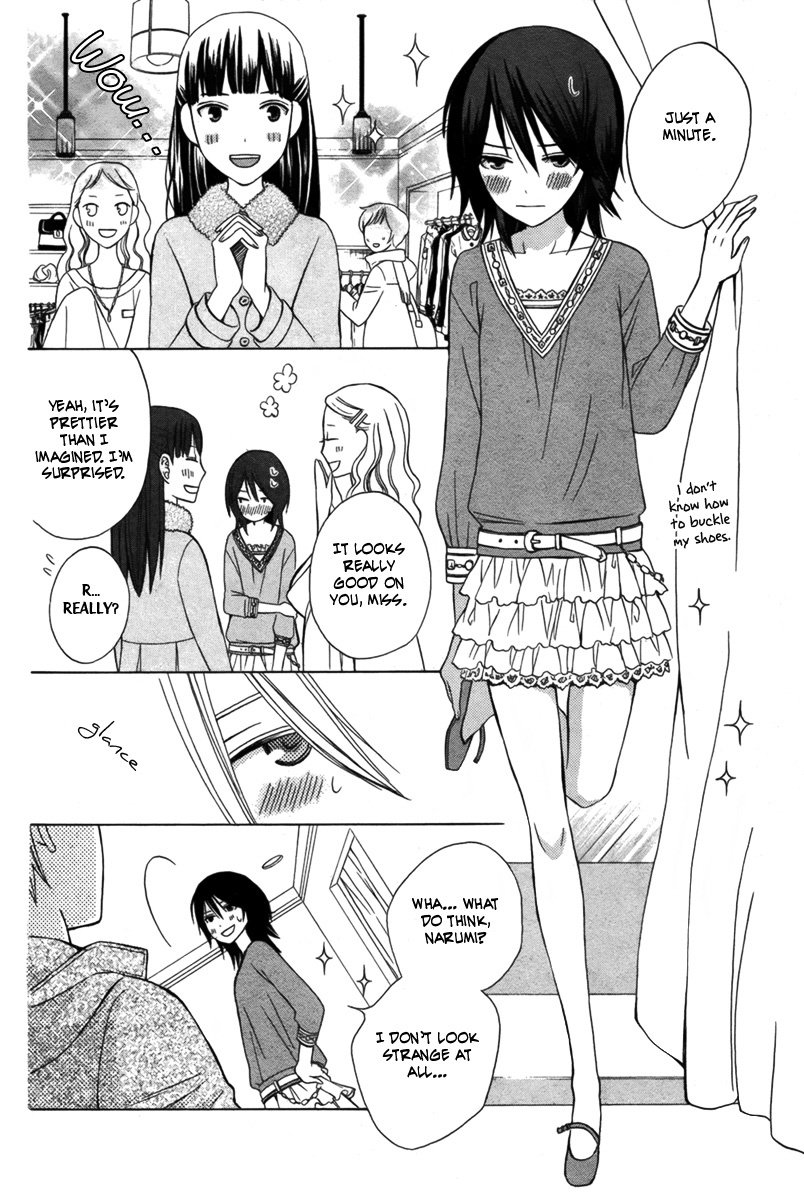 WOW...
JUST A
MINUTE.
I don't
know how
to buckle
my shoes.
YEAH, IT'S
PRETTIER
THAN I
IMAGINED. I'M
SURPRISED.
R...
REALLY?
IT LOOKS
REALLY
GOOD ON
YOU, MISS.
glance
WHA... WHAT
DO THINK,
NARUMI?
I DON'T LOOK
STRANGE AT
ALL...